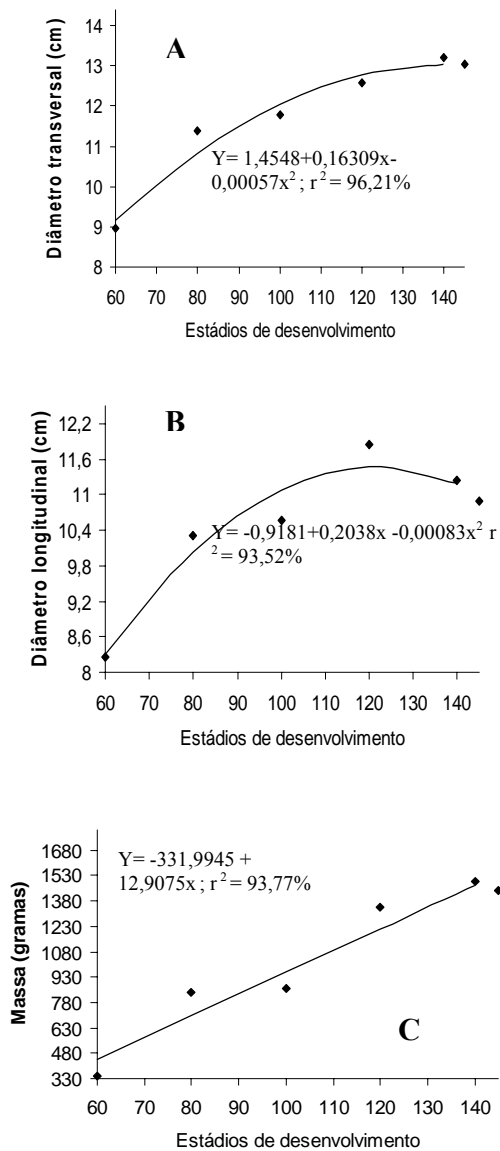 A
Diâmetro transversal (cm)
14
13
12
11
10
9
8
Y= 1,4548+0,16309x-
0,00057x² ; r² = 96,21%
60 70 80 90 100 110 120 130 140
Estádios de desenvolvimento
B
Diâmetro longitudinal (cm)
12,2
11,6
11
10,4
9,8
9,2
8,6
8
Y= -0,9181+0,2038x -0,00083x² r
² = 93,52%
60 70 80 90 100 110 120 130 140
Estádios de desenvolvimento
Y= -331,9945 +
12,9075x ; r² = 93,77%
Massa (gramas)
1680
1530
1380
1230
1080
930
780
630
480
330
C
60 70 80 90 100 110 120 130 140
Estádios de desenvolvimento